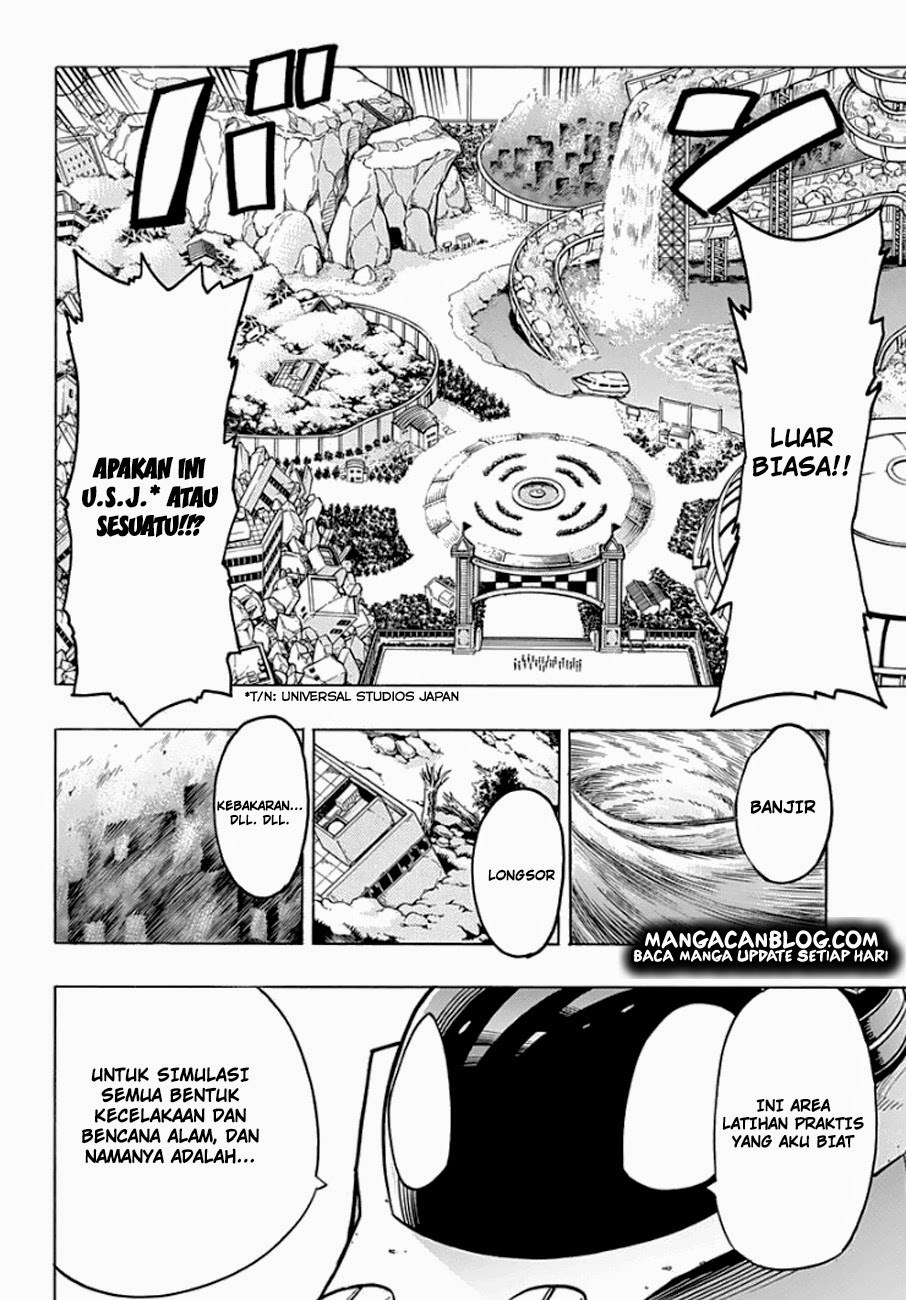 LUAR
BIASA!!
APAKAN INI
U.S.J.* ATAU
SESUATU!!!?
*T/N: UNIVERSAL STUDIOS JAPAN
BANJIR
LONGSOR
KEBAKARAN...
DLL. DLL.
MANGACANBLOG.COM
BACA MANGA UPDATE SETIAP HARI
INI AREA
LATIHAN PRAKTIS
YANG AKU BIAT
UNTUK SIMULASI
SEMUA BENTUK
KECELAKAAN DAN
BENCANA ALAM, DAN
NAMANYA ADALAH...